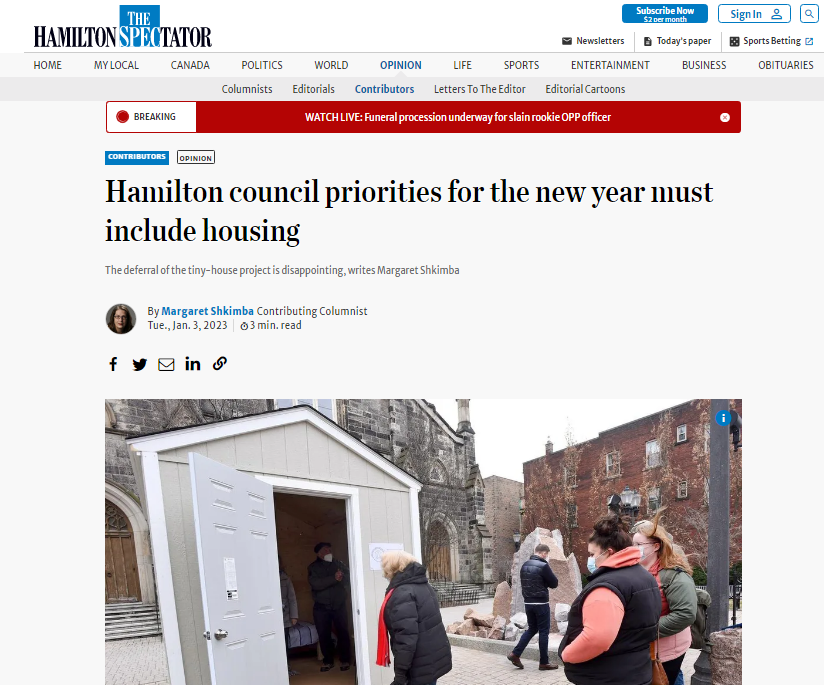 THE
HAMILTON SPECTATOR
Subscribe Now
$2 per month
Sign In
Newsletters
Today's paper
Sports Betting
HOME
MY LOCAL
CANADA
POLITICS
WORLD
OPINION
LIFE
SPORTS
ENTERTAINMENT
BUSINESS
OBITUARIES
Columnists
Editorials
Contributors
Letters To The Editor
Editorial Cartoons
BREAKING
WATCH LIVE: Funeral procession underway for slain rookie OPP officer
CONTRIBUTORS
OPINION
Hamilton council priorities for the new year must
include housing
The deferral of the tiny-house project is disappointing, writes Margaret Shkimba
By Margaret Shkimba Contributing Columnist
Tue., Jan. 3, 2023
3 min. read